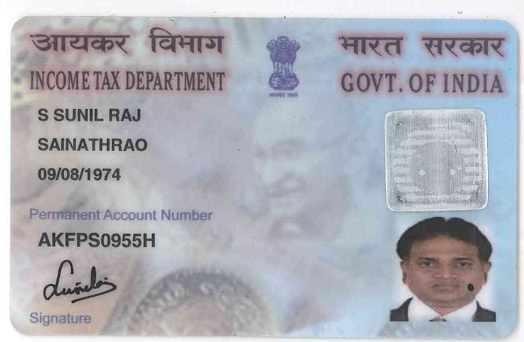 आयकर विभाग
भारत सरकार
INCOME TAX DEPARTMENT
GOVT. OF INDIA
S SUNIL RAJ
SAINATHRAO
09/08/1974
Permanent Account Number
AKFPS0955H
Signature